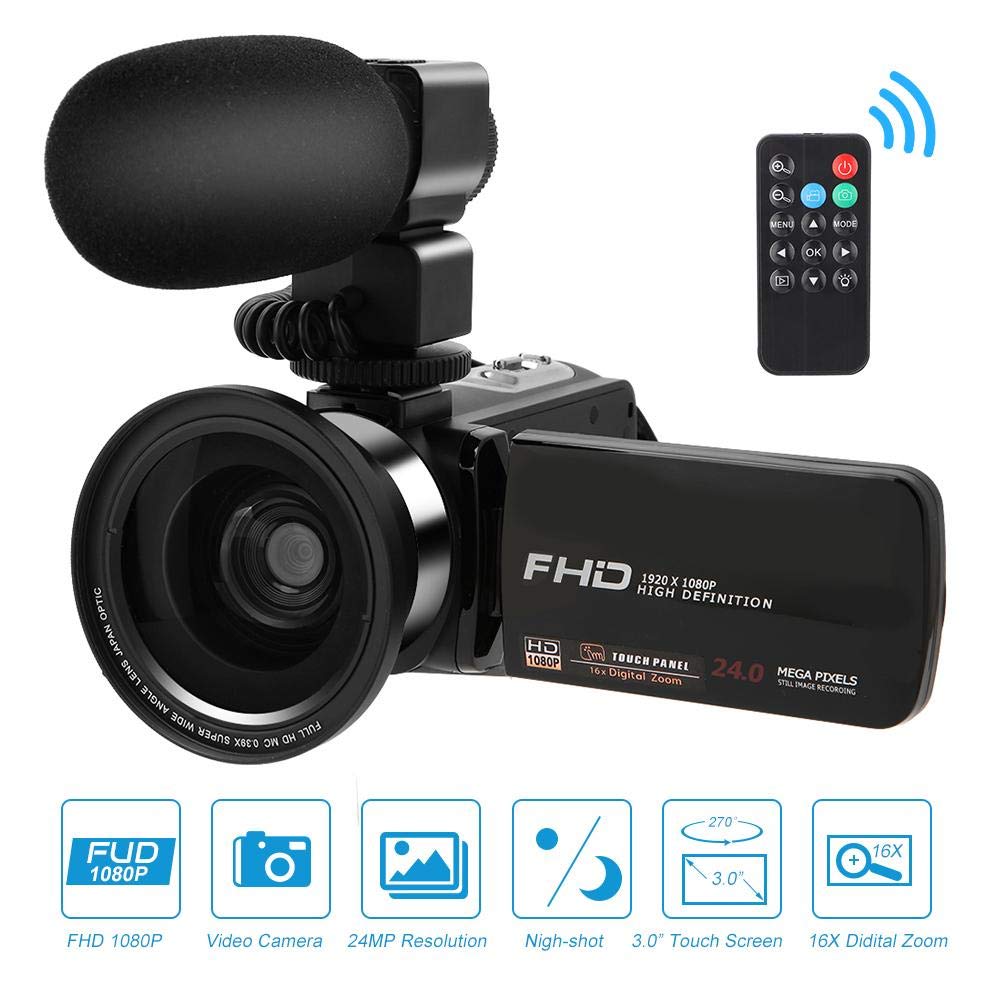 MENU
MODE
OK
FHD
1920 X 1080P
HIGH DEFINITION
HD
1080P
TOUCH PANEL
16x Digital Zoom
24.0
MEGA PIXELS
STILL IMAGE RECORDING
FULL HD MC 0.39X SUPER WIDE ANGLE LENS JAPAN OPTIC
FUD
1080P
270°
3.0"
16X
FHD 1080P
Video Camera
24MP Resolution
Nigh-shot
3.0" Touch Screen
16X Didital Zoom